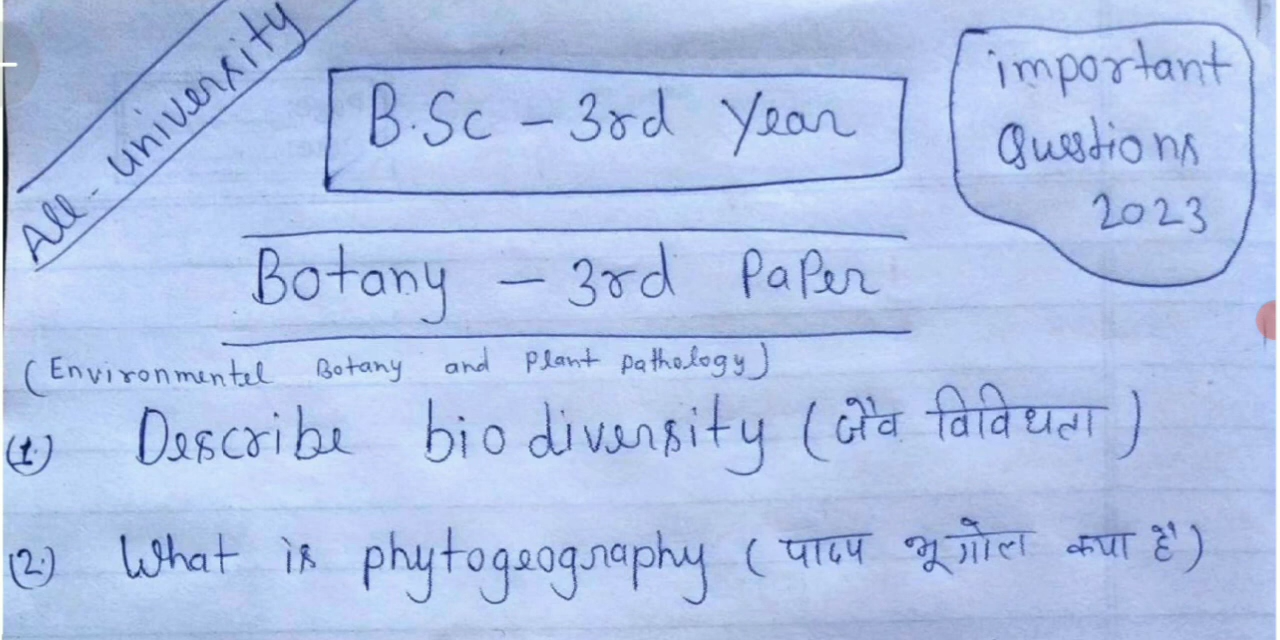 All - University
B.Sc - 3rd Year
important
Questions
2023
Botany - 3rd Paper
(Environmentel Botany and Plant pathology)
(1.) Describe biodiversity (जैव विविधता)
(2.) What is phytogeography (पादप भूगोल क्या है)